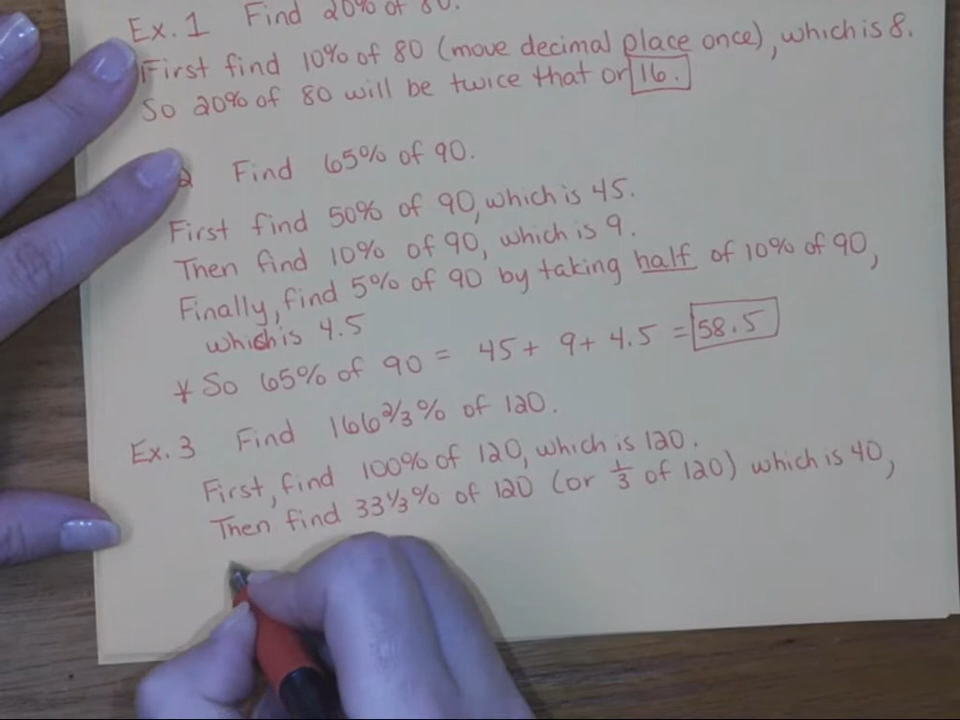 Ex. 1 Find 20% of 80.
First find 10% of 80 (move decimal place once), which is 8.
So 20% of 80 will be twice that or 16.
2 Find 65% of 90.
First find 50% of 90, which is 45.
Then find 10% of 90, which is 9.
Finally, find 5% of 90 by taking half of 10% of 90,
which is 4.5
* So 65% of 90 = 45 + 9 + 4.5 = 58.5
Ex. 3 Find 166 2/3 % of 120.
First, find 100% of 120, which is 120.
Then find 33 1/3 % of 120 (or 1/3 of 120) which is 40,